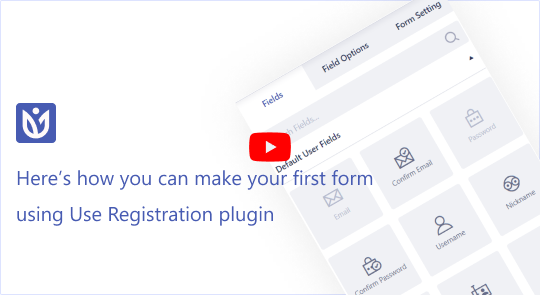 Form Setting
Field Options
Fields
h Fields...
Default User Fields
Password
Confirm Email
Email
Nickname
Username
Confirm Password
Here's how you can make your first form
using Use Registration plugin